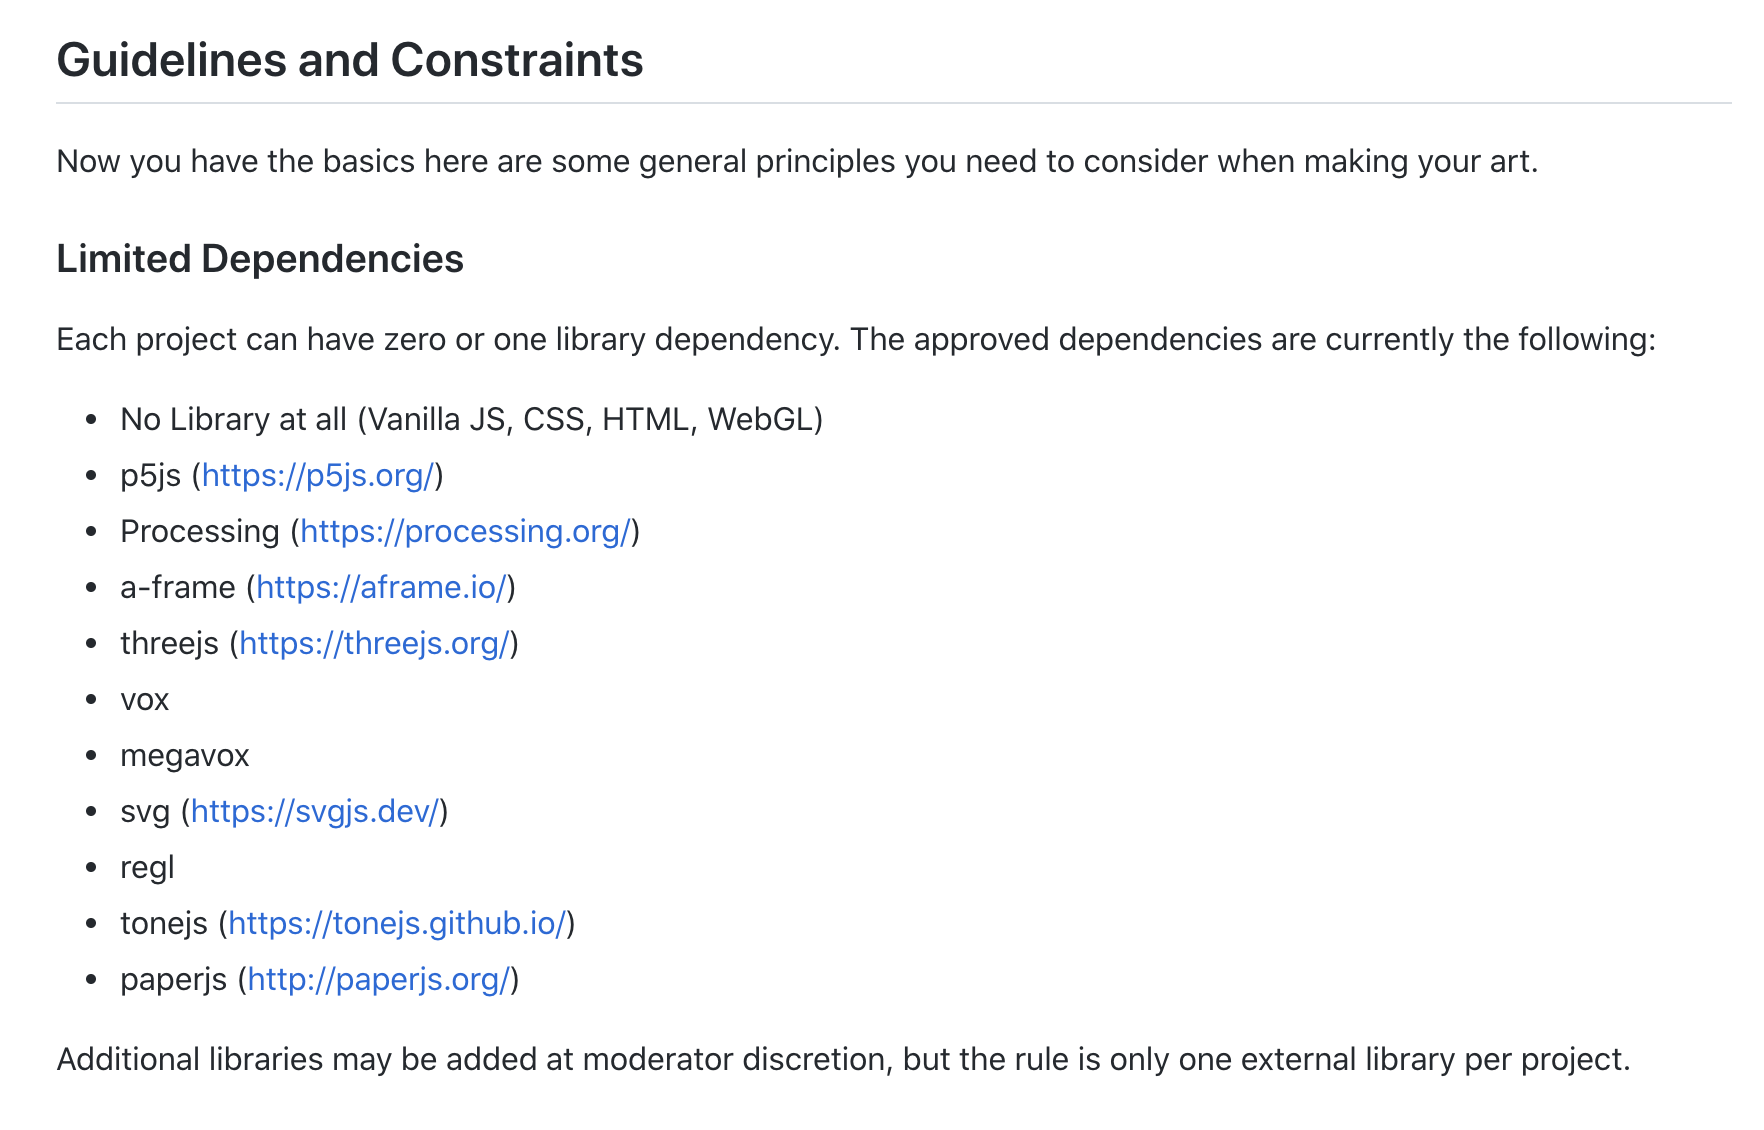 Guidelines and Constraints
Now you have the basics here are some general principles you need to consider when making your art.
Limited Dependencies
Each project can have zero or one library dependency. The approved dependencies are currently the following:
• No Library at all (Vanilla JS, CSS, HTML, WebGL)
• p5js (https://p5js.org/)
• Processing (https://processing.org/)
• a-frame (https://aframe.io/)
• threejs (https://threejs.org/)
• vox
• megavox
• svg (https://svgjs.dev/)
• regl
• tonejs (https://tonejs.github.io/)
• paperjs (http://paperjs.org/)
Additional libraries may be added at moderator discretion, but the rule is only one external library per project.